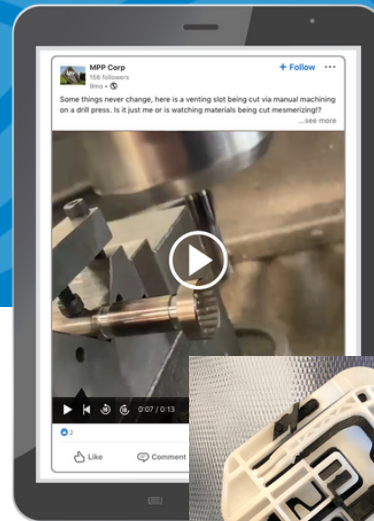 MPP Corp
156 followers
9mo •
+ Follow ...
Some things never change, here is a venting slot being cut via manual machining
on a drill press. Is it just me or is watching materials being cut mesmerizing!?
...see more
0:07 / 0:13
2
Like Comment